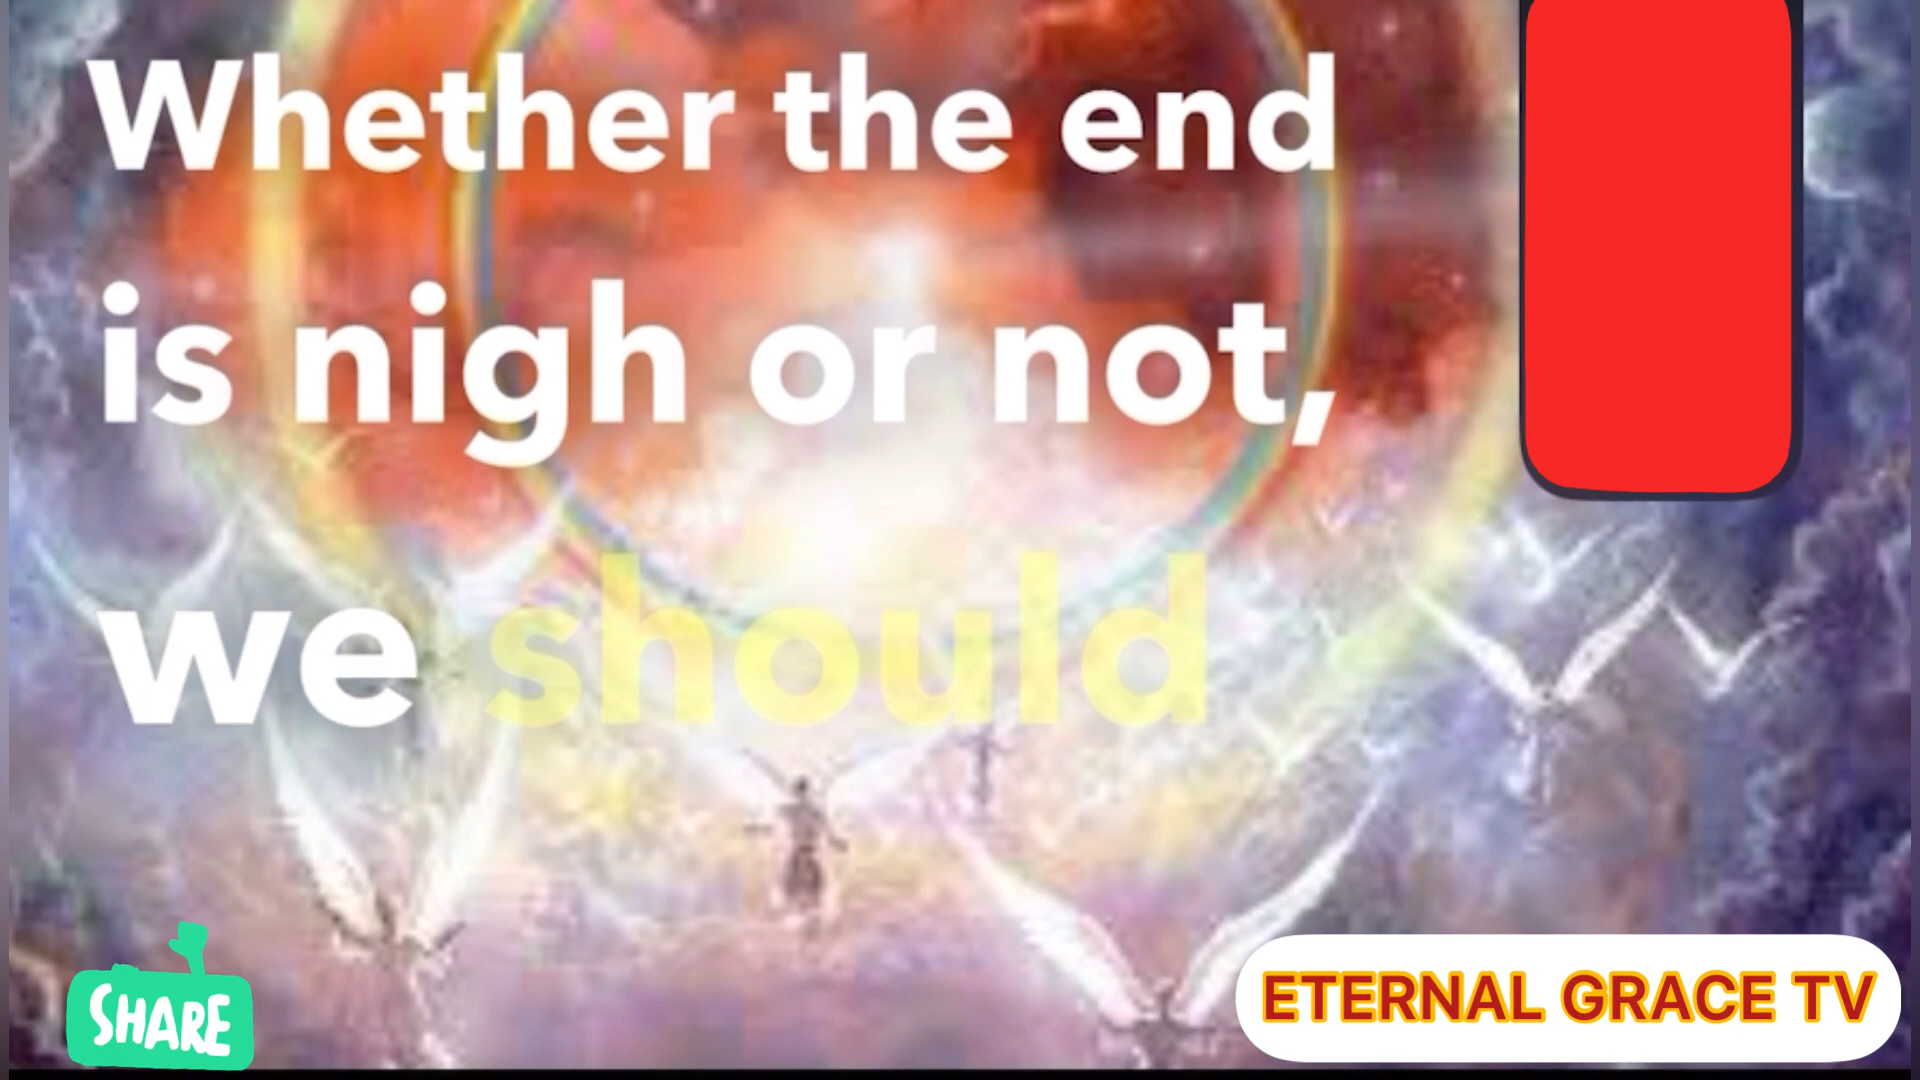 Whether the end
is nigh or not,
we should
SHARE
ETERNAL GRACE TV